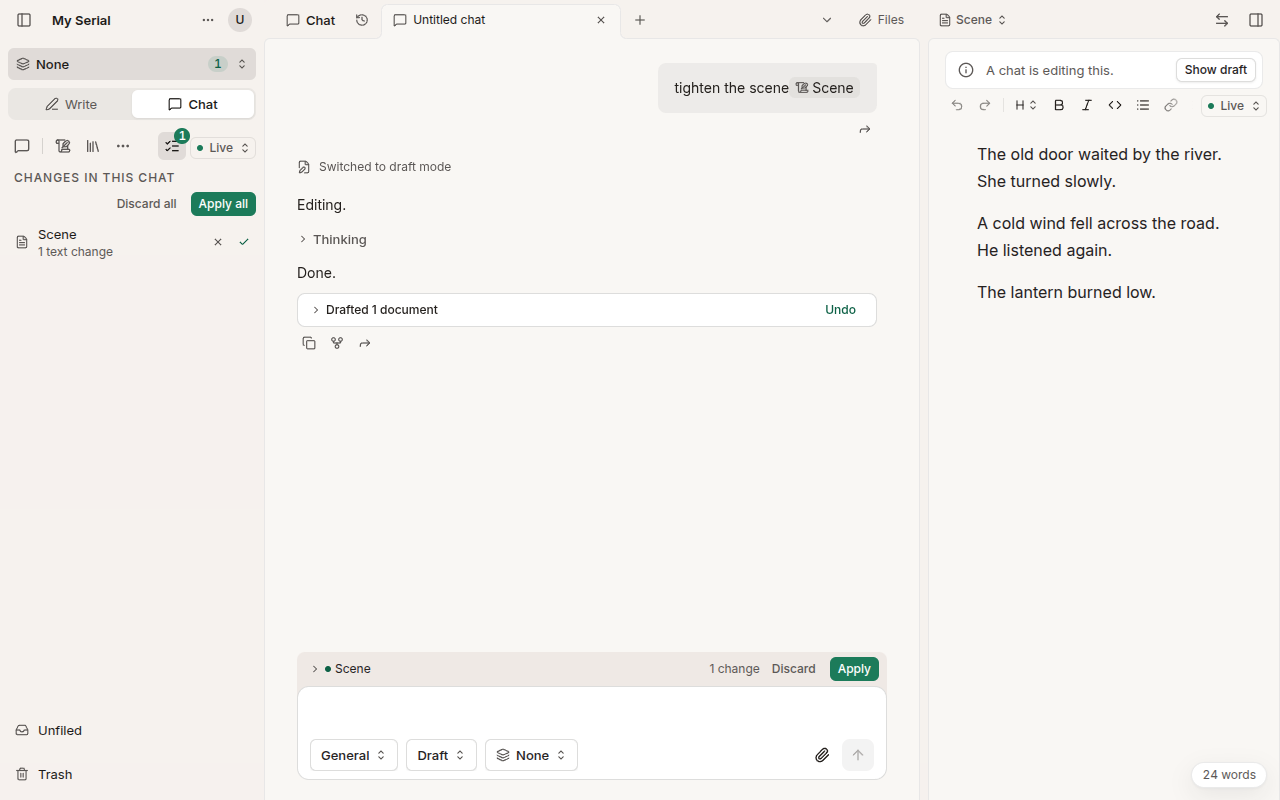 My Serial
U
None
1
Write
Chat
1
Live
CHANGES IN THIS CHAT
Discard all
Apply all
Scene
1 text change
Unfiled
Trash
Chat
Untitled chat
Files
tighten the scene Scene
Switched to draft mode
Editing.
Thinking
Done.
Drafted 1 document
Undo
Scene
1 change
Discard
Apply
General
Draft
None
Scene
A chat is editing this.
Show draft
H
B
I
Live
The old door waited by the river.
She turned slowly.
A cold wind fell across the road.
He listened again.
The lantern burned low.
24 words